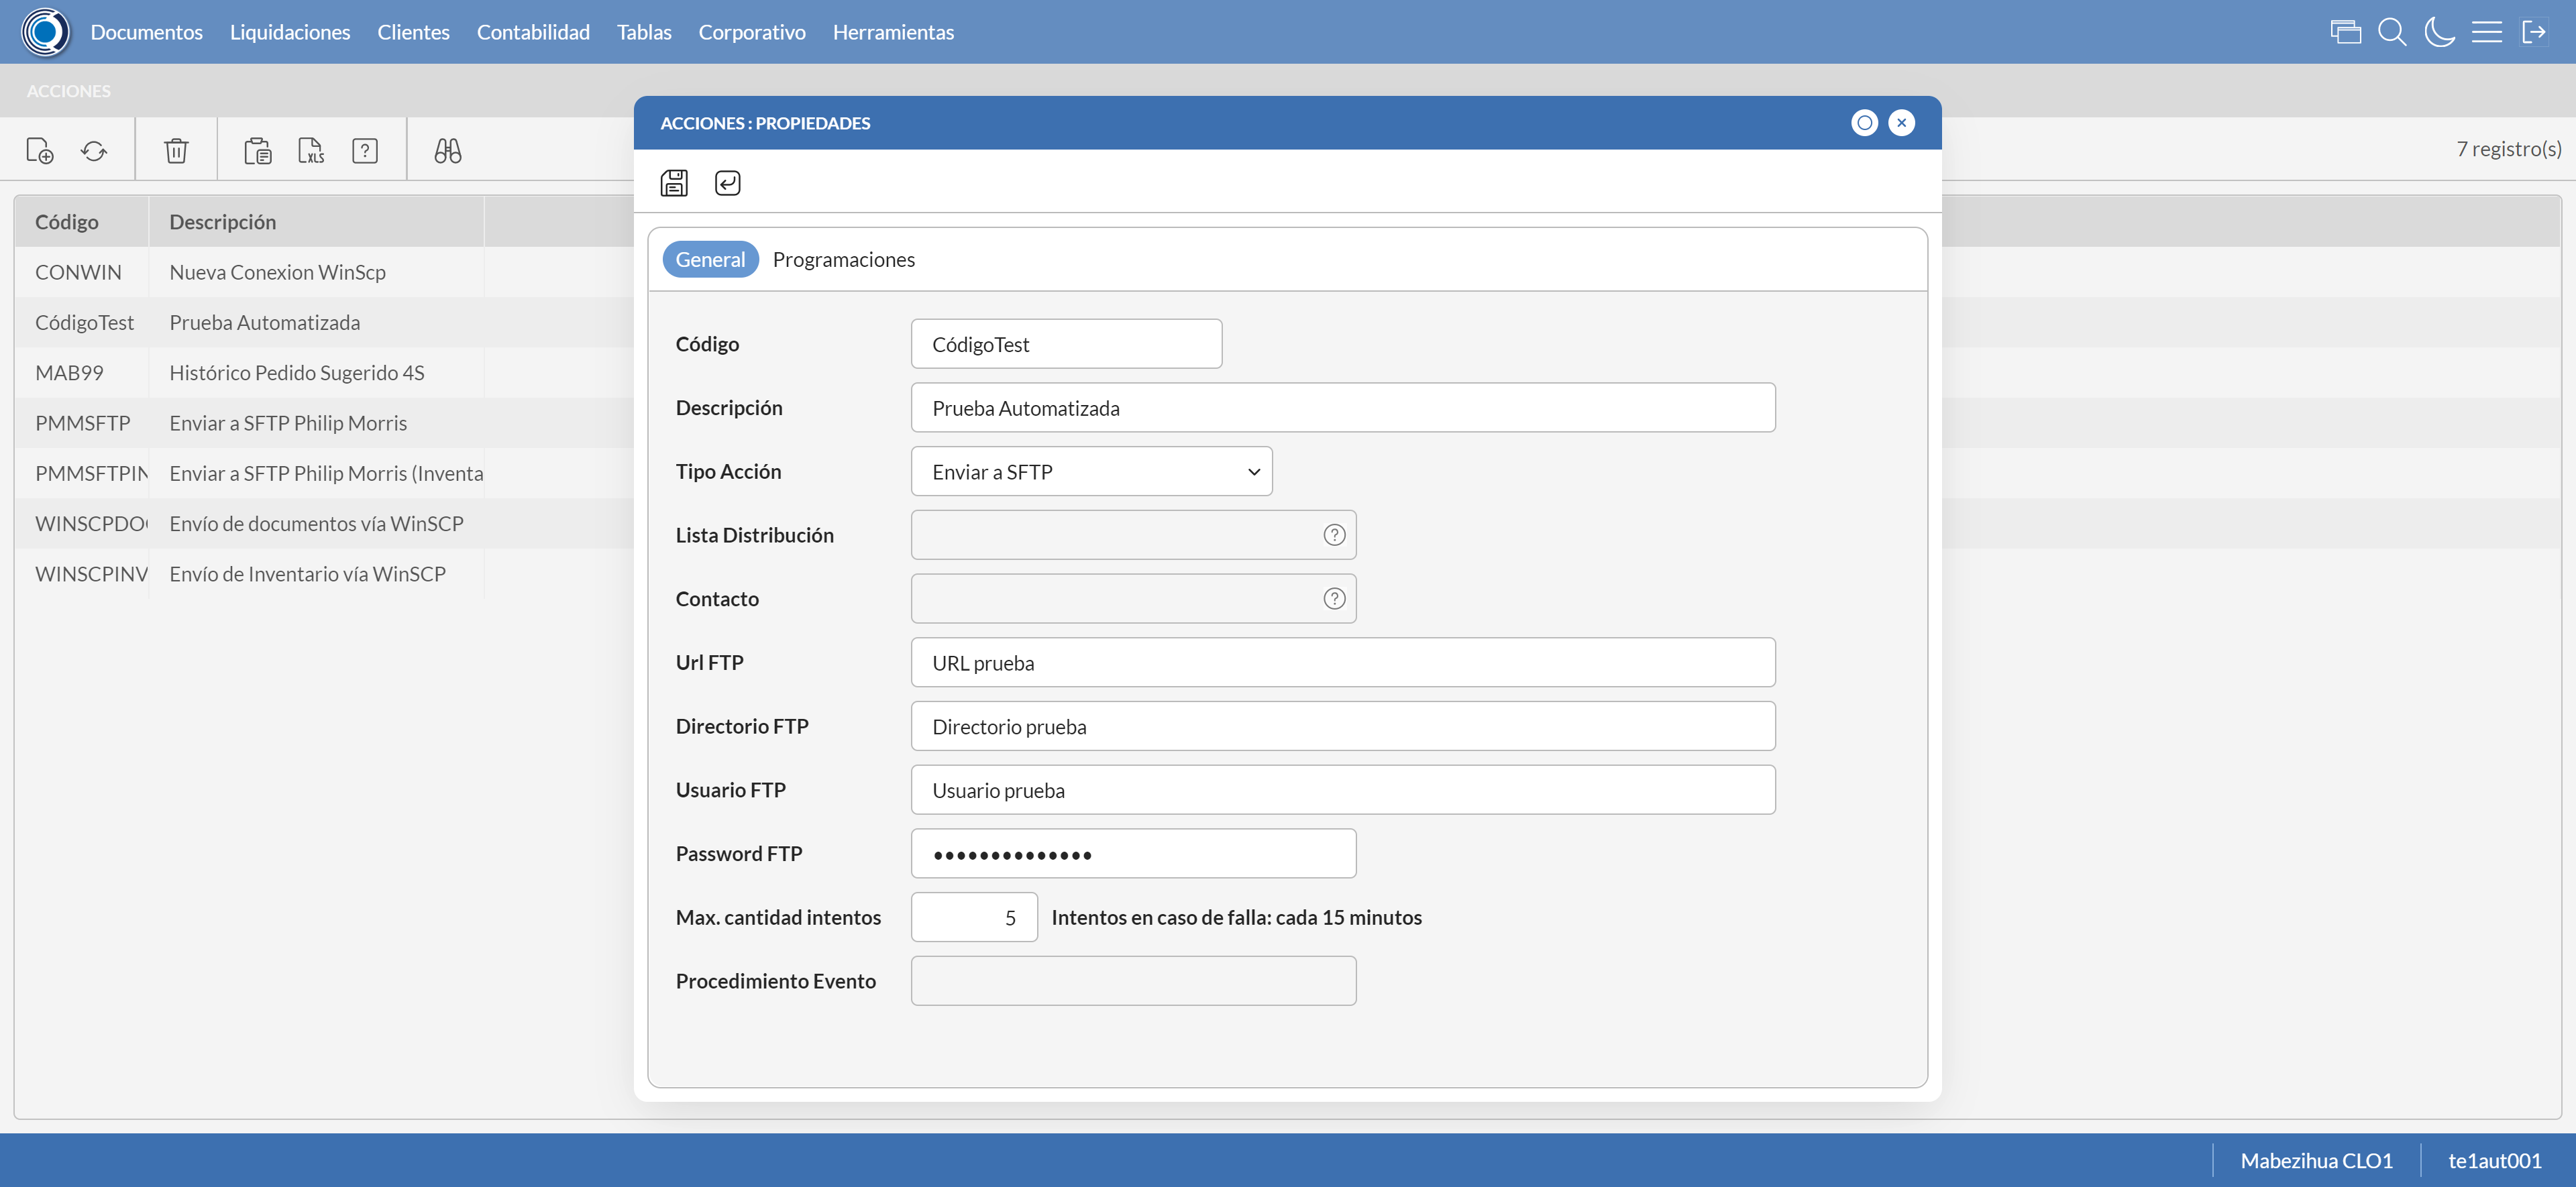 Documentos Liquidaciones Clientes Contabilidad Tablas Corporativo Herramientas
ACCIONES
XLS
7 registro(s)
Código Descripción
CONWIN Nueva Conexion WinScp
CódigoTest Prueba Automatizada
MAB99 Histórico Pedido Sugerido 4S
PMMSFTP Enviar a SFTP Philip Morris
PMMSFTPIN Enviar a SFTP Philip Morris (Inventa
WINSCPDO Envío de documentos vía WinSCP
WINSCPINV Envío de Inventario vía WinSCP
ACCIONES : PROPIEDADES
General Programaciones
Código CódigoTest
Descripción Prueba Automatizada
Tipo Acción Enviar a SFTP
Lista Distribución
Contacto
Url FTP URL prueba
Directorio FTP Directorio prueba
Usuario FTP Usuario prueba
Password FTP ••••••••••••••
Max. cantidad intentos 5 Intentos en caso de falla: cada 15 minutos
Procedimiento Evento
Mabezihua CLO1 te1aut001